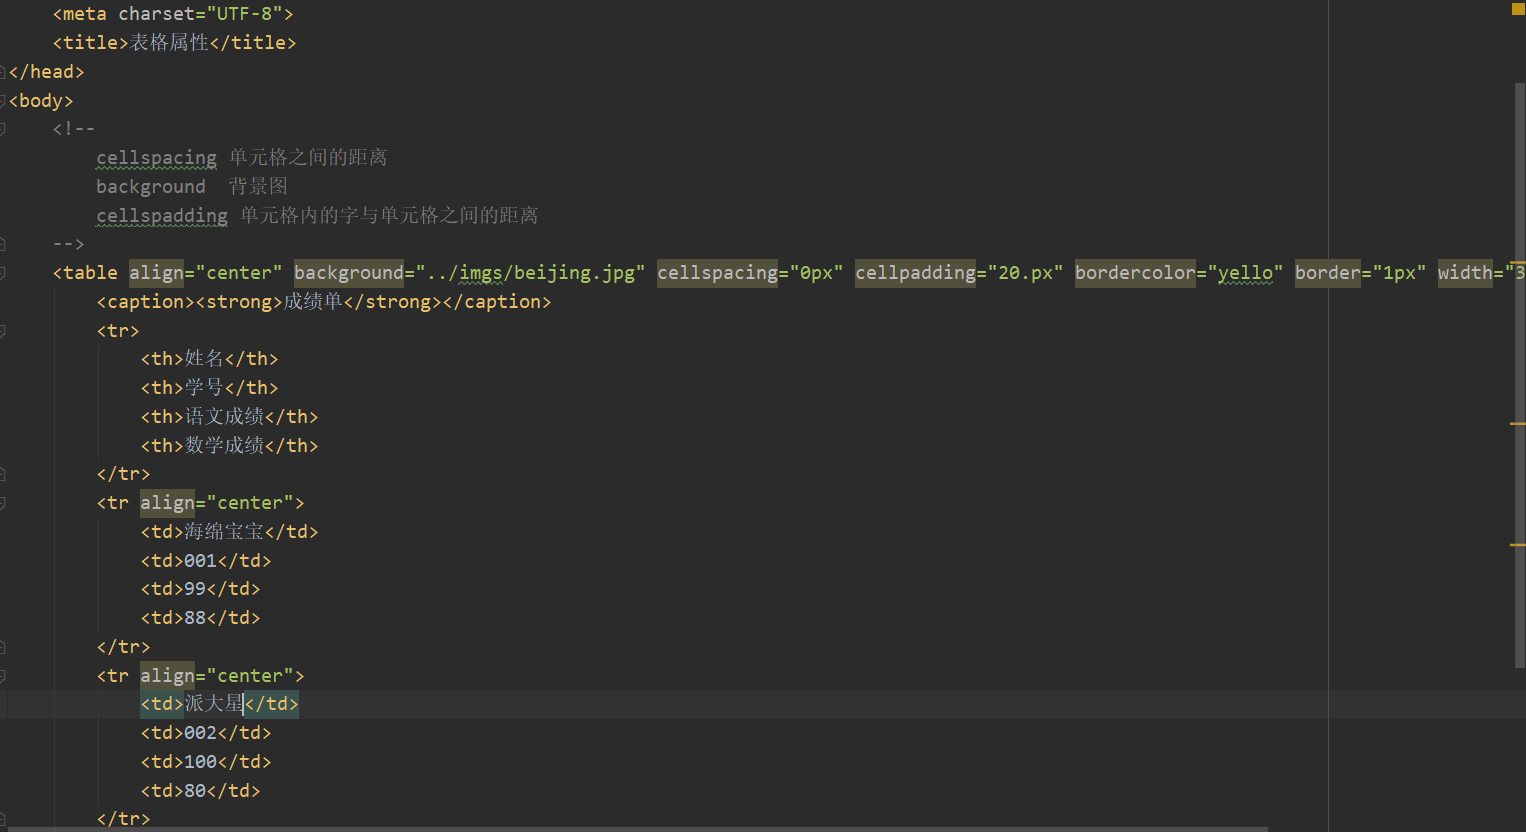 <meta charset="UTF-8">
<title>表格属性</title>
</head>
<body>
<!--
cellspacing 单元格之间的距离
background  背景图
cellspadding 单元格内的字与单元格之间的距离
-->
<table align="center" background="../imgs/beijing.jpg" cellspacing="0px" cellpadding="20.px" bordercolor="yello" border="1px" width="3
<caption><strong>成绩单</strong></caption>
<tr>
<th>姓名</th>
<th>学号</th>
<th>语文成绩</th>
<th>数学成绩</th>
</tr>
<tr align="center">
<td>海绵宝宝</td>
<td>001</td>
<td>99</td>
<td>88</td>
</tr>
<tr align="center">
<td>派大星</td>
<td>002</td>
<td>100</td>
<td>80</td>
</tr>